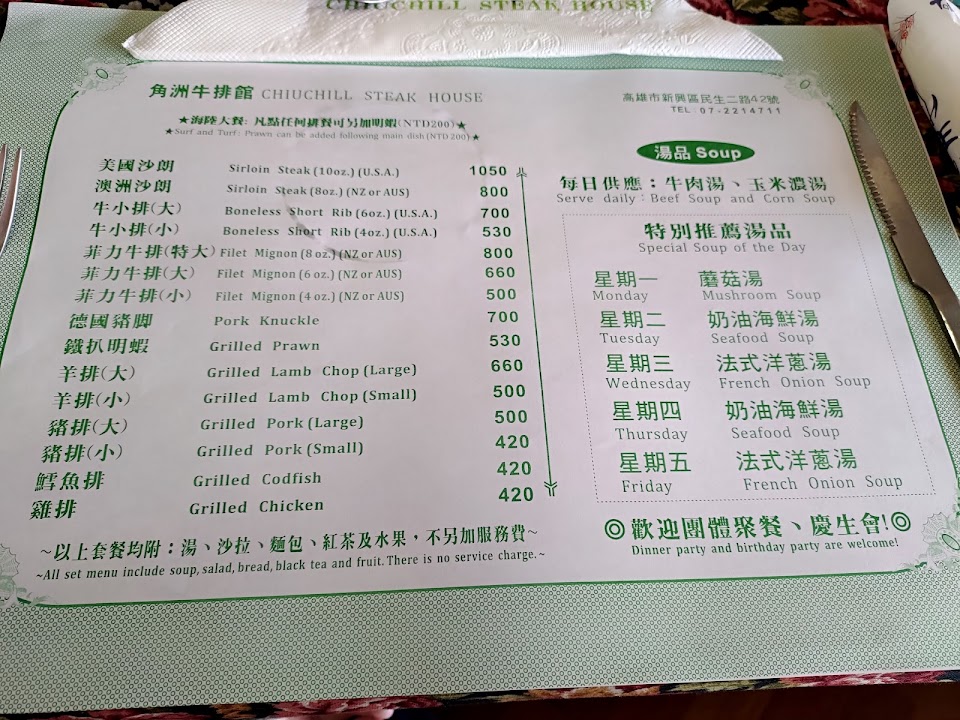 CHIUCHILL STEAK HOUSE
角洲牛排館 CHIUCHILL STEAK HOUSE
高雄市新興區民生二路42號
TEL: 07-2214711
★海陸大餐: 凡點任何排餐可另加明蝦(NTD200)★
★Surf and Turf: Prawn can be added following main dish(NTD 200)★
美國沙朗 Sirloin Steak(10oz.)(U.S.A.) 1050
澳洲沙朗 Sirloin Steak(8oz.)(NZ or AUS) 800
牛小排(大) Boneless Short Rib(6oz.)(U.S.A.) 700
牛小排(小) Boneless Short Rib(4oz.)(U.S.A.) 530
菲力牛排(特大) Filet Mignon(8 oz.)(NZ or AUS) 800
菲力牛排(大) Filet Mignon(6 oz.)(NZ or AUS) 660
菲力牛排(小) Filet Mignon(4 oz.)(NZ or AUS) 500
德國豬脚 Pork Knuckle 700
鐵扒明蝦 Grilled Prawn 530
羊排(大) Grilled Lamb Chop(Large) 660
羊排(小) Grilled Lamb Chop(Small) 500
豬排(大) Grilled Pork(Large) 500
豬排(小) Grilled Pork(Small) 420
鱈魚排 Grilled Codfish 420
雞排 Grilled Chicken 420
~以上套餐均附：湯、沙拉、麵包、紅茶及水果，不另加服務費~
~All set menu include soup, salad, bread, black tea and fruit. There is no service charge.~
湯品 Soup
每日供應：牛肉湯、玉米濃湯
Serve daily：Beef Soup and Corn Soup
特別推薦湯品
Special Soup of the Day
星期一 蘑菇湯
Monday Mushroom Soup
星期二 奶油海鮮湯
Tuesday Seafood Soup
星期三 法式洋蔥湯
Wednesday French Onion Soup
星期四 奶油海鮮湯
Thursday Seafood Soup
星期五 法式洋蔥湯
Friday French Onion Soup
◎歡迎團體聚餐、慶生會!◎
Dinner party and birthday party are welcome!